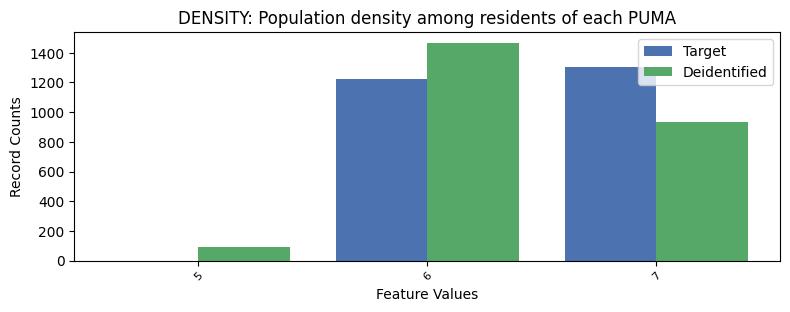 DENSITY: Population density among residents of each PUMA
Target
Deidentified
Record Counts
1400
1200
1000
800
600
400
200
0
5
6
7
Feature Values